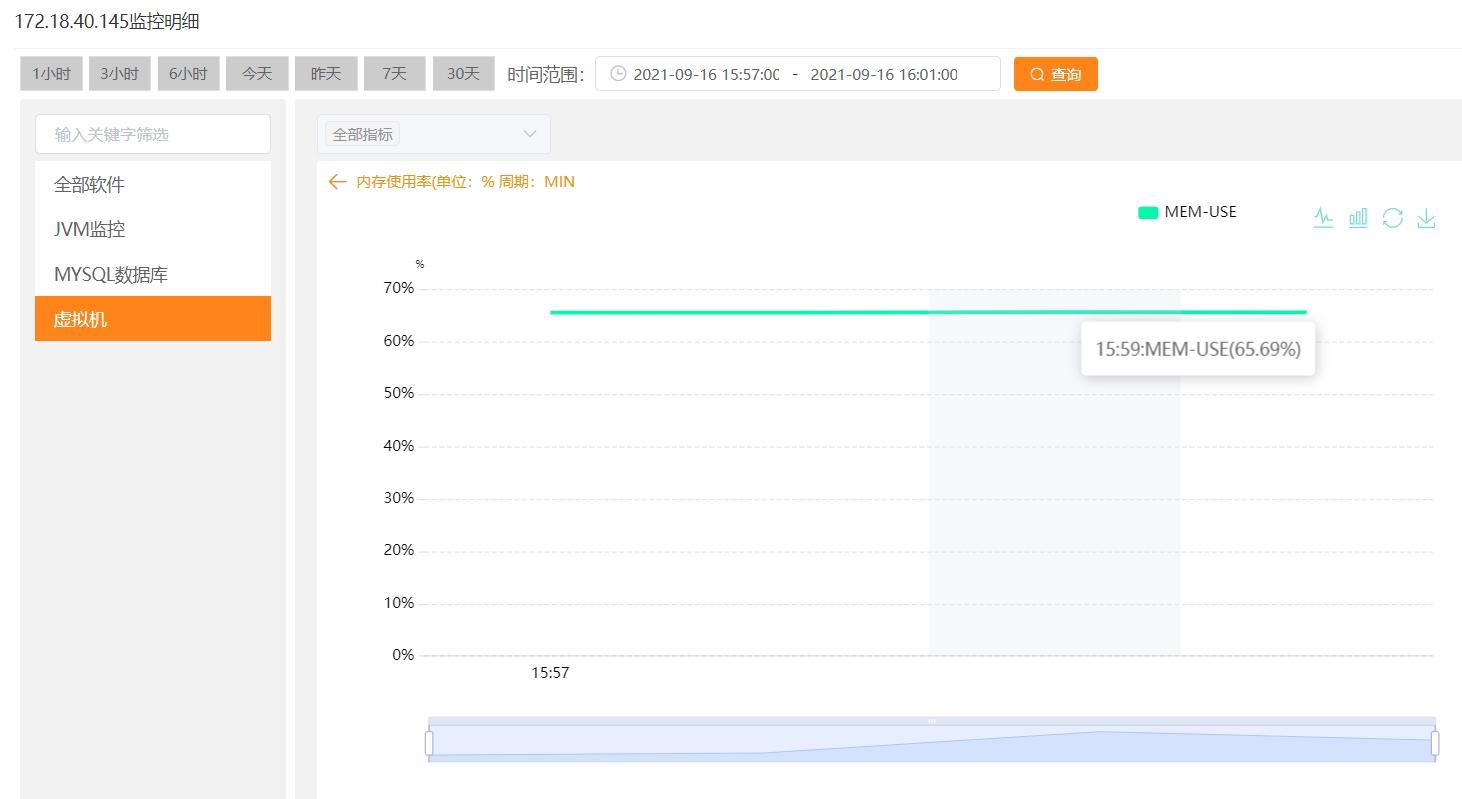 172.18.40.145监控明细
1小时 3小时 6小时 今天 昨天 7天 30天 时间范围： 2021-09-16 15:57:00 - 2021-09-16 16:01:00 查询
输入关键字筛选
全部软件
JVM监控
MYSQL数据库
虚拟机
全部指标
内存使用率(单位：% 周期：MIN
MEM-USE
%
70%
60%
15:59:MEM-USE(65.69%)
50%
40%
30%
20%
10%
0%
15:57